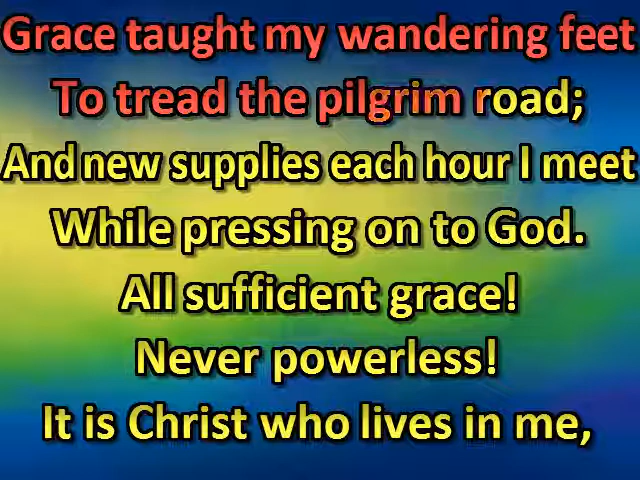 Grace taught my wandering feet
To tread the pilgrim road;
And new supplies each hour I meet
While pressing on to God.
All sufficient grace!
Never powerless!
It is Christ who lives in me,